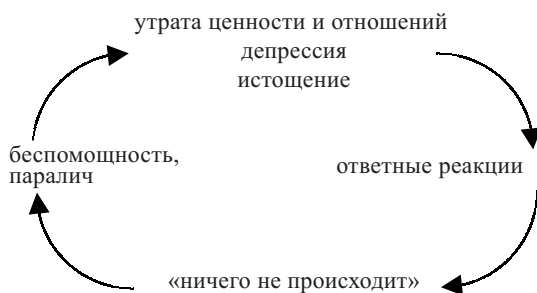 утрата ценности и отношений
депрессия
истощение
беспомощность,
паралич
ответные реакции
«ничего не происходит»